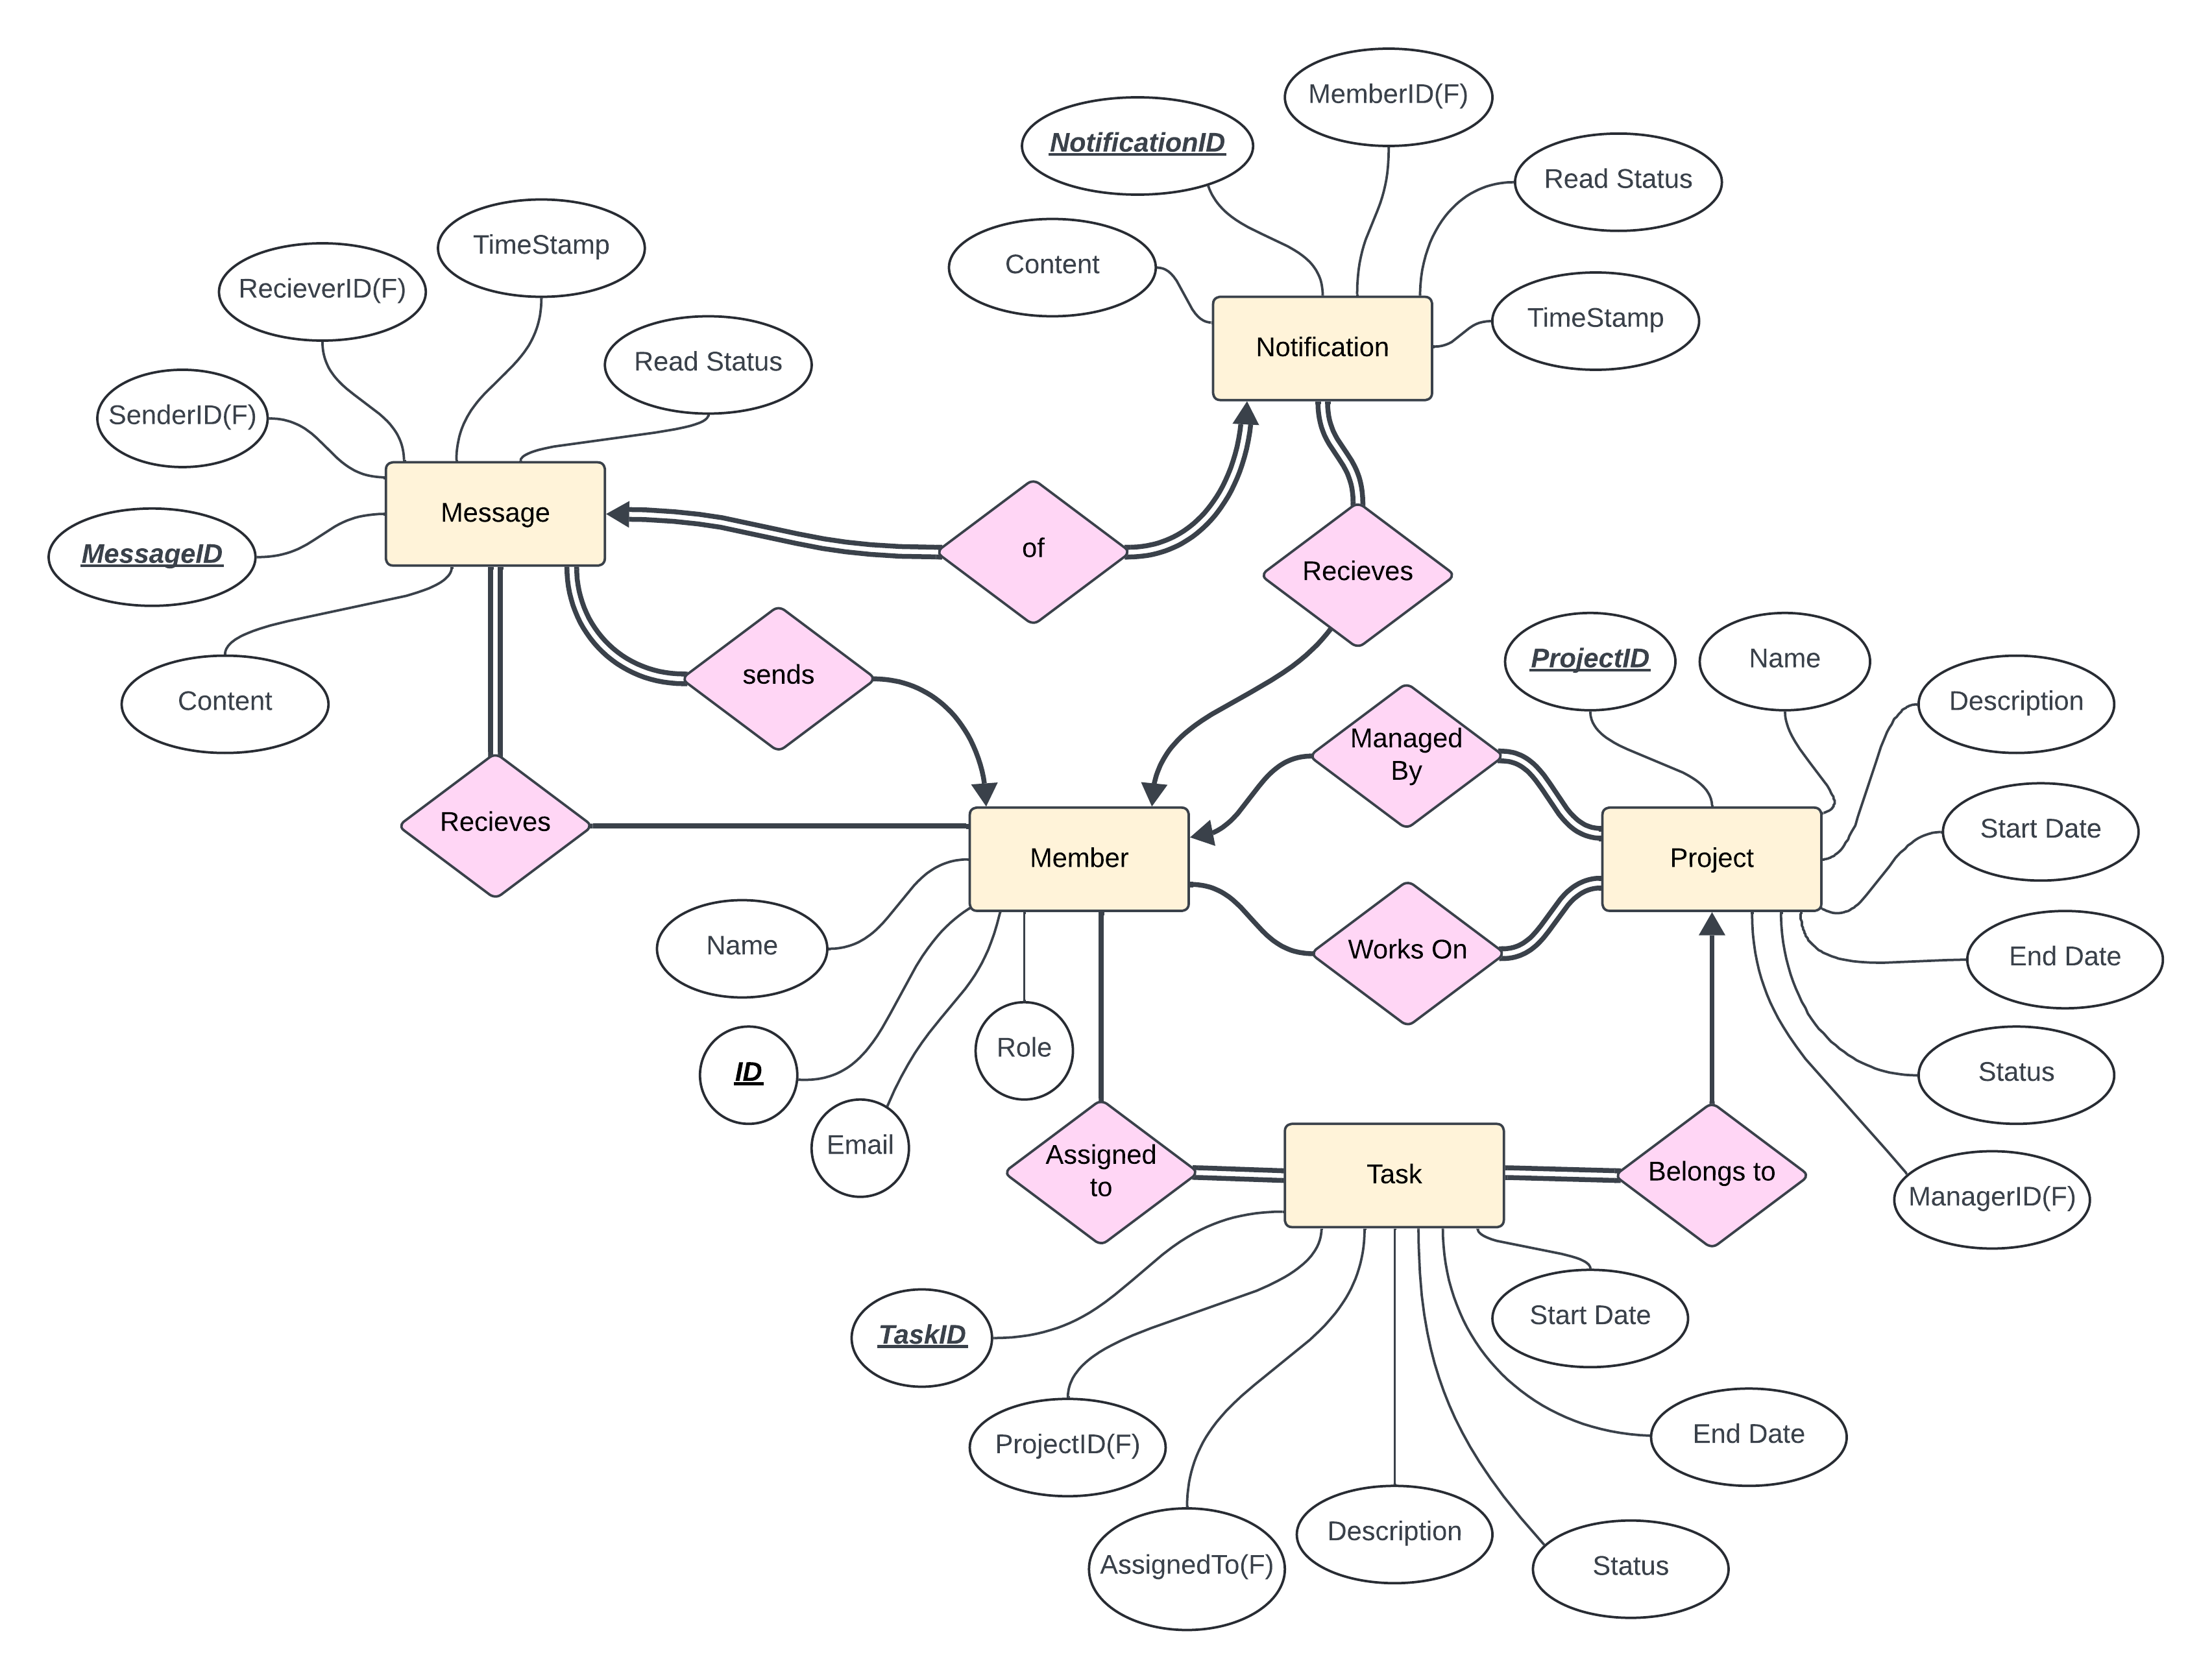 MemberID(F)
NotificationID
Read Status
TimeStamp
Content
RecieverID(F)
TimeStamp
Notification
Read Status
SenderID(F)
Message
MessageID
of
Recieves
Content
sends
ProjectID
Name
Description
Managed
By
Recieves
Member
Project
Start Date
Name
Works On
End Date
ID
Role
Status
Email
Assigned
to
Task
Belongs to
ManagerID(F)
TaskID
Start Date
ProjectID(F)
End Date
AssignedTo(F)
Description
Status